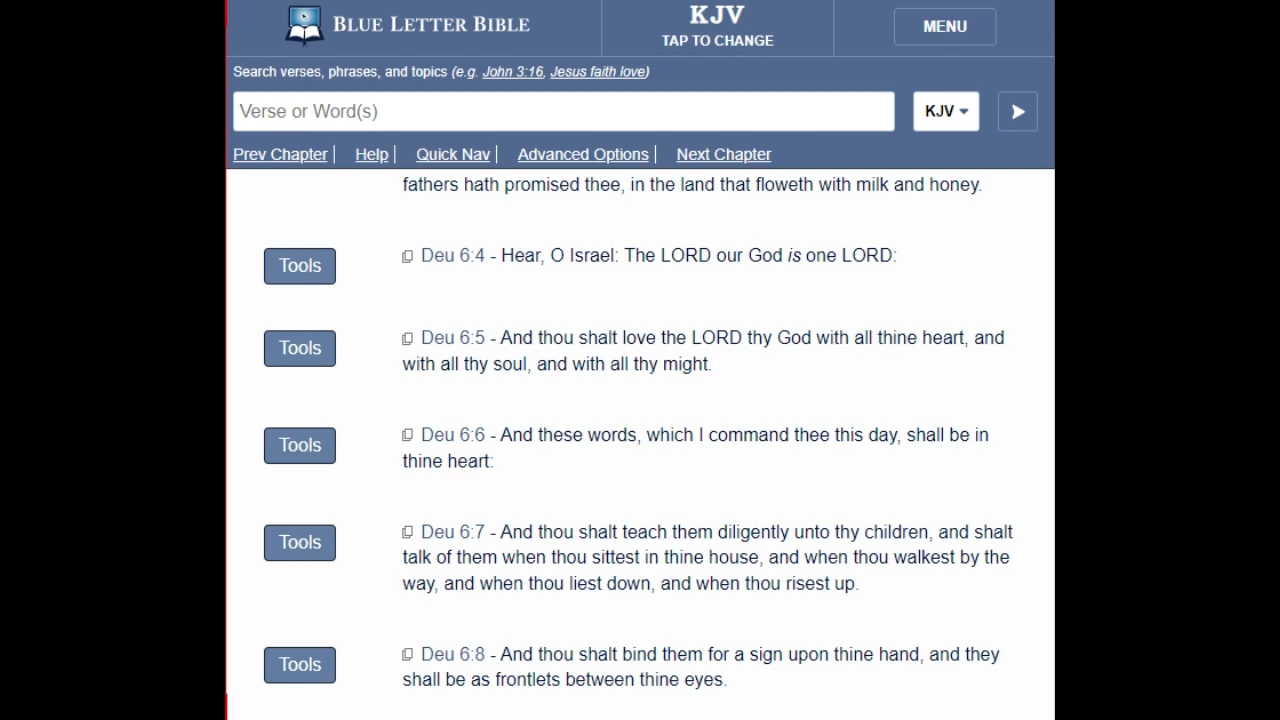 BLUE LETTER BIBLE
KJV
TAP TO CHANGE
MENU
Search verses, phrases, and topics (e.g. John 3:16, Jesus faith love)
Verse or Word(s)
KJV
Prev Chapter | Help | Quick Nav | Advanced Options | Next Chapter
fathers hath promised thee, in the land that floweth with milk and honey.
Tools
Deu 6:4 - Hear, O Israel: The LORD our God is one LORD:
Tools
Deu 6:5 - And thou shalt love the LORD thy God with all thine heart, and
with all thy soul, and with all thy might.
Tools
Deu 6:6 - And these words, which I command thee this day, shall be in
thine heart:
Tools
Deu 6:7 - And thou shalt teach them diligently unto thy children, and shalt
talk of them when thou sittest in thine house, and when thou walkest by the
way, and when thou liest down, and when thou risest up.
Tools
Deu 6:8 - And thou shalt bind them for a sign upon thine hand, and they
shall be as frontlets between thine eyes.